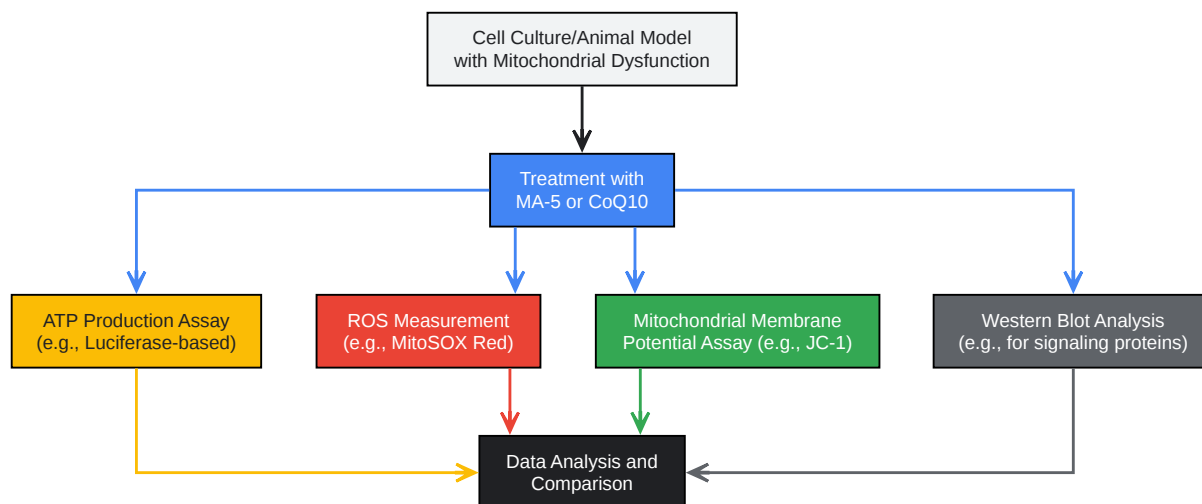 Cell Culture/Animal Model
with Mitochondrial Dysfunction
Treatment with
MA-5 or CoQ10
ATP Production Assay
(e.g., Luciferase-based)
ROS Measurement
(e.g., MitoSOX Red)
Mitochondrial Membrane
Potential Assay (e.g., JC-1)
Western Blot Analysis
(e.g., for signaling proteins)
Data Analysis and
Comparison